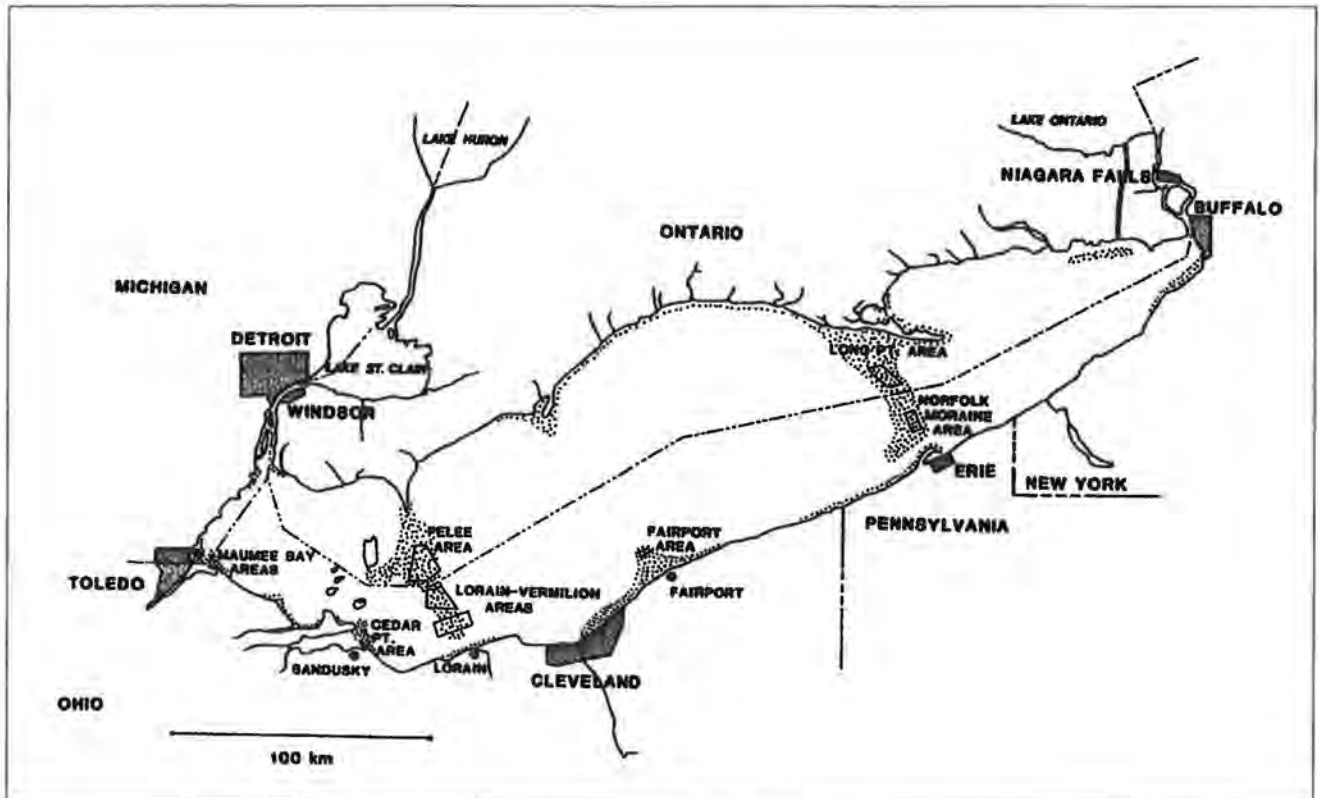 LAKE HURON
LAKE ONTARIO
NIAGARA FALLS
BUFFALO
ONTARIO
MICHIGAN
DETROIT
LAKE ST. CLAIR
WINDSOR
LONG PT. AREA
NORFOLK
MORAINE
AREA
ERIE
NEW YORK
PENNSYLVANIA
PELEE
AREA
FAIRPORT
AREA
FAIRPORT
MAUMEE BAY
AREAS
TOLEDO
LORAIN-VERMILION
AREAS
CEDAR
PT.
AREA
SANDUSKY
LORAIN
CLEVELAND
OHIO
100 km